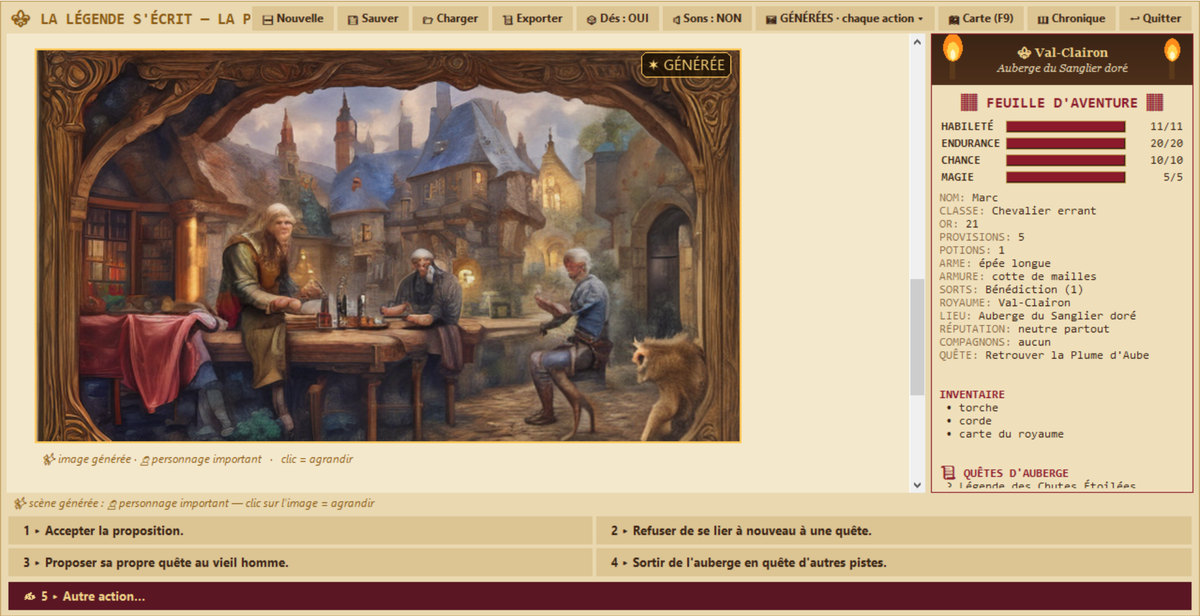 LA LÉGENDE S'ÉCRIT — LA P
Nouvelle
Sauver
Charger
Exporter
Dés : OUI
Sons : NON
GÉNÉRÉES · chaque action
Carte (F9)
Chronique
Quitter
GÉNÉRÉE
image générée · personnage important · clic = agrandir
Val-Clairon
Auberge du Sanglier doré
FEUILLE D'AVENTURE
HABILETÉ 11/11
ENDURANCE 20/20
CHANCE 10/10
MAGIE 5/5
NOM: Marc
CLASSE: Chevalier errant
OR: 21
PROVISIONS: 5
POTIONS: 1
ARME: épée longue
ARMURE: cotte de mailles
SORTS: Bénédiction (1)
ROYAUME: Val-Clairon
LIEU: Auberge du Sanglier doré
RÉPUTATION: neutre partout
COMPAGNONS: aucun
QUÊTE: Retrouver la Plume d'Aube
INVENTAIRE
• torche
• corde
• carte du royaume
QUÊTES D'AUBERGE
? Légende des Chutes Étoilées
scène générée : personnage important — clic sur l'image = agrandir
1 ▸ Accepter la proposition.
2 ▸ Refuser de se lier à nouveau à une quête.
3 ▸ Proposer sa propre quête au vieil homme.
4 ▸ Sortir de l'auberge en quête d'autres pistes.
5 ▸ Autre action...